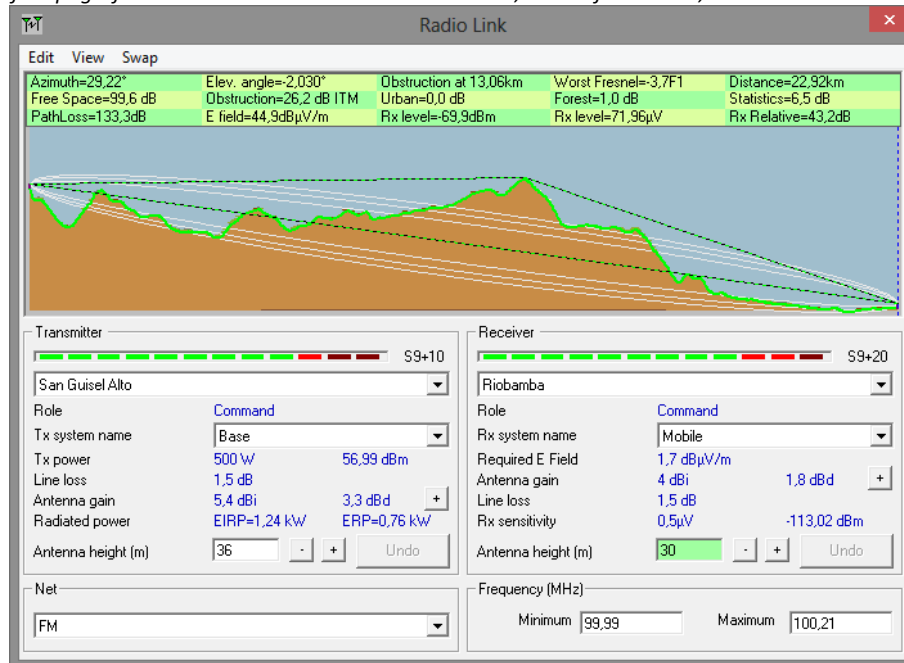 Radio Link
Edit View Swap
Azimuth=29,22° Elev. angle=-2,030° Obstruction at 13,06km Worst Fresnel=-3,7F1 Distance=22,92km
Free Space=99,6 dB Obstruction=26,2 dB ITM Urban=0,0 dB Forest=1,0 dB Statistics=6,5 dB
PathLoss=133,3dB E field=44,9dBµV/m Rx level=-69,9dBm Rx level=71,96µV Rx Relative=43,2dB
Transmitter
S9+10
San Guisel Alto
Role Command
Tx system name Base
Tx power 500 W 56,99 dBm
Line loss 1,5 dB
Antenna gain 5,4 dBi 3,3 dBd +
Radiated power EIRP=1,24 kW ERP=0,76 kW
Antenna height (m) 36 - + Undo
Receiver
S9+20
Riobamba
Role Command
Rx system name Mobile
Required E Field 1,7 dBµV/m
Antenna gain 4 dBi 1,8 dBd +
Line loss 1,5 dB
Rx sensitivity 0,5µV -113,02 dBm
Antenna height (m) 30 - + Undo
Net
FM
Frequency (MHz)
Minimum 99,99 Maximum 100,21